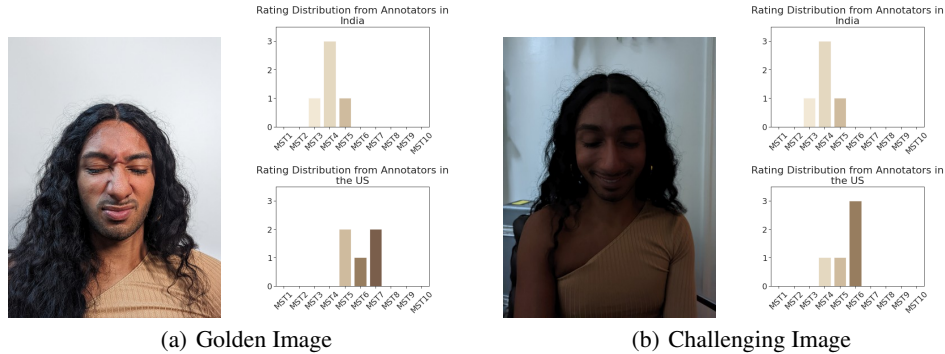 Rating Distribution from Annotators in
India
3
2
1
0
MST1
MST2
MST3
MST4
MST5
MST6
MST7
MST8
MST9
MST10
Rating Distribution from Annotators in
the US
3
2
1
0
MST1
MST2
MST3
MST4
MST5
MST6
MST7
MST8
MST9
MST10
(a) Golden Image
Rating Distribution from Annotators in
India
3
2
1
0
MST1
MST2
MST3
MST4
MST5
MST6
MST7
MST8
MST9
MST10
Rating Distribution from Annotators in
the US
3
2
1
0
MST1
MST2
MST3
MST4
MST5
MST6
MST7
MST8
MST9
MST10
(b) Challenging Image